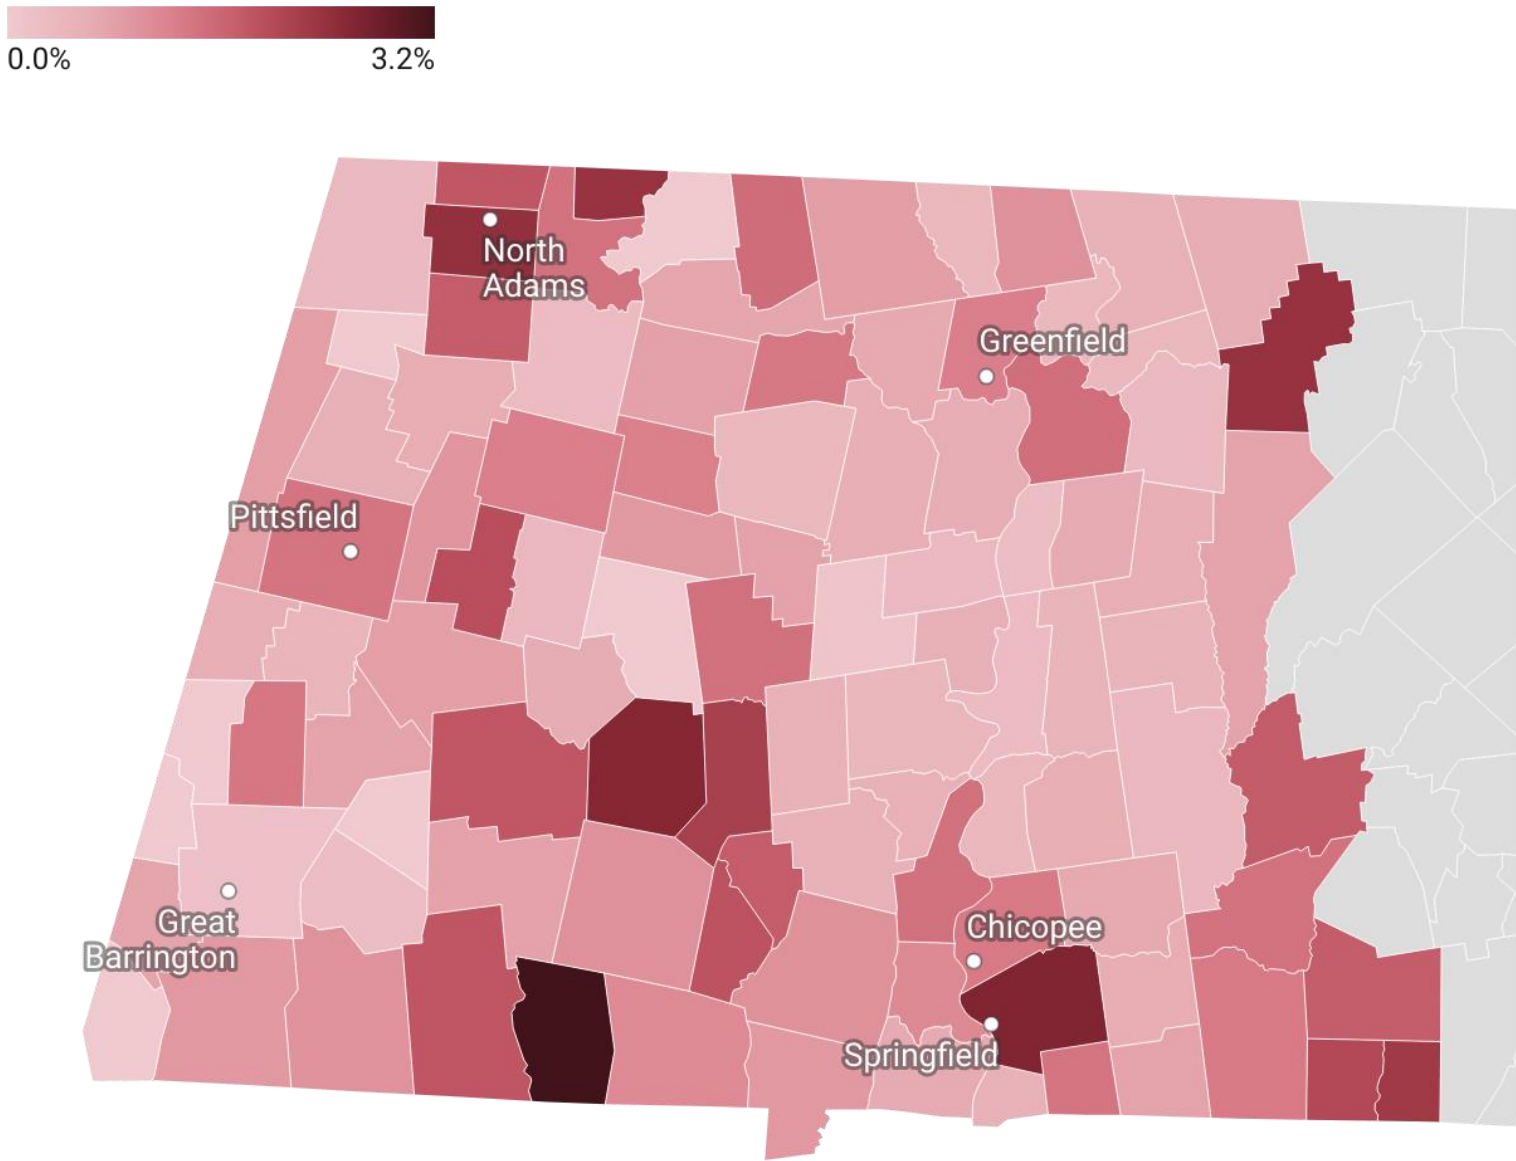 0.0%
3.2%
North
Adams
Greenfield
Pittsfield
Great
Barrington
Chicopee
Springfield